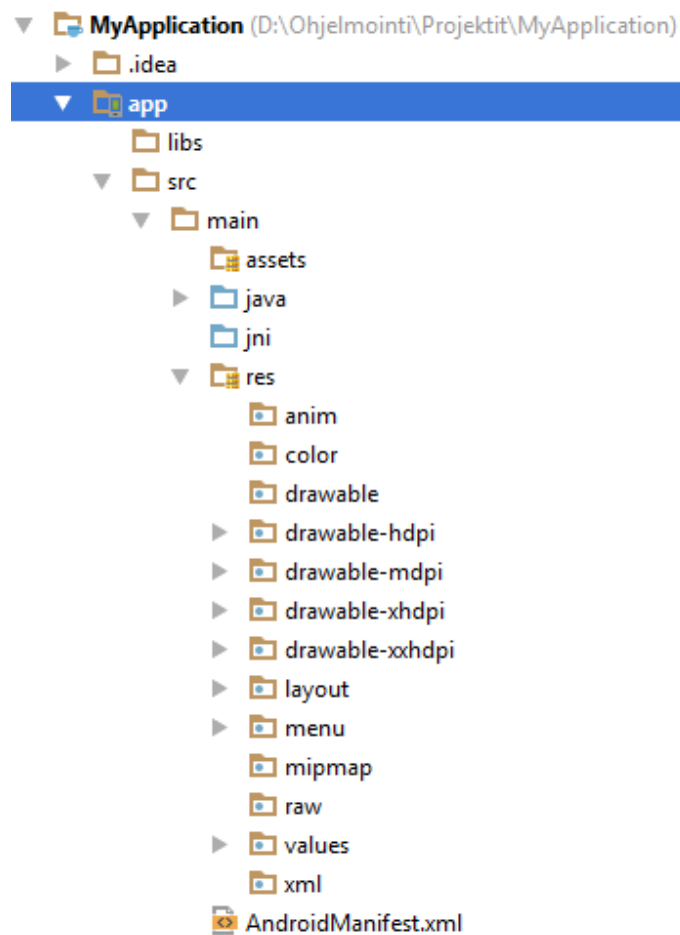 MyApplication (D:\Ohjelmointi\Projektit\MyApplication)
.idea
app
libs
src
main
assets
java
jni
res
anim
color
drawable
drawable-hdpi
drawable-mdpi
drawable-xhdpi
drawable-xxhdpi
layout
menu
mipmap
raw
values
xml
AndroidManifest.xml